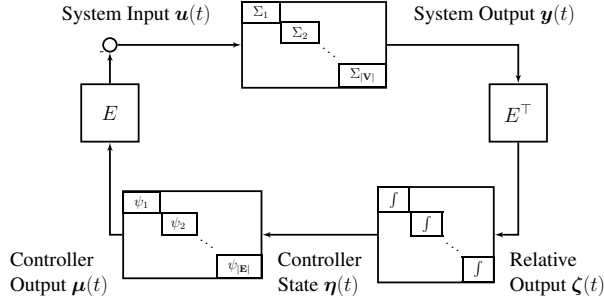 System Input u(t)
System Output y(t)
Σ₁
Σ₂
⋱
Σ|V|
-
E
E⊤
ψ₁
ψ₂
⋱
ψ|E|
∫
∫
⋱
∫
Controller
Output μ(t)
Controller
State η(t)
Relative
Output ζ(t)